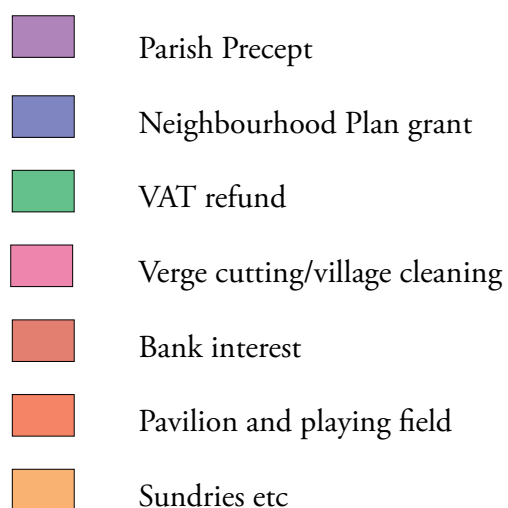 Parish Precept
Neighbourhood Plan grant
VAT refund
Verge cutting/village cleaning
Bank interest
Pavilion and playing field
Sundries etc